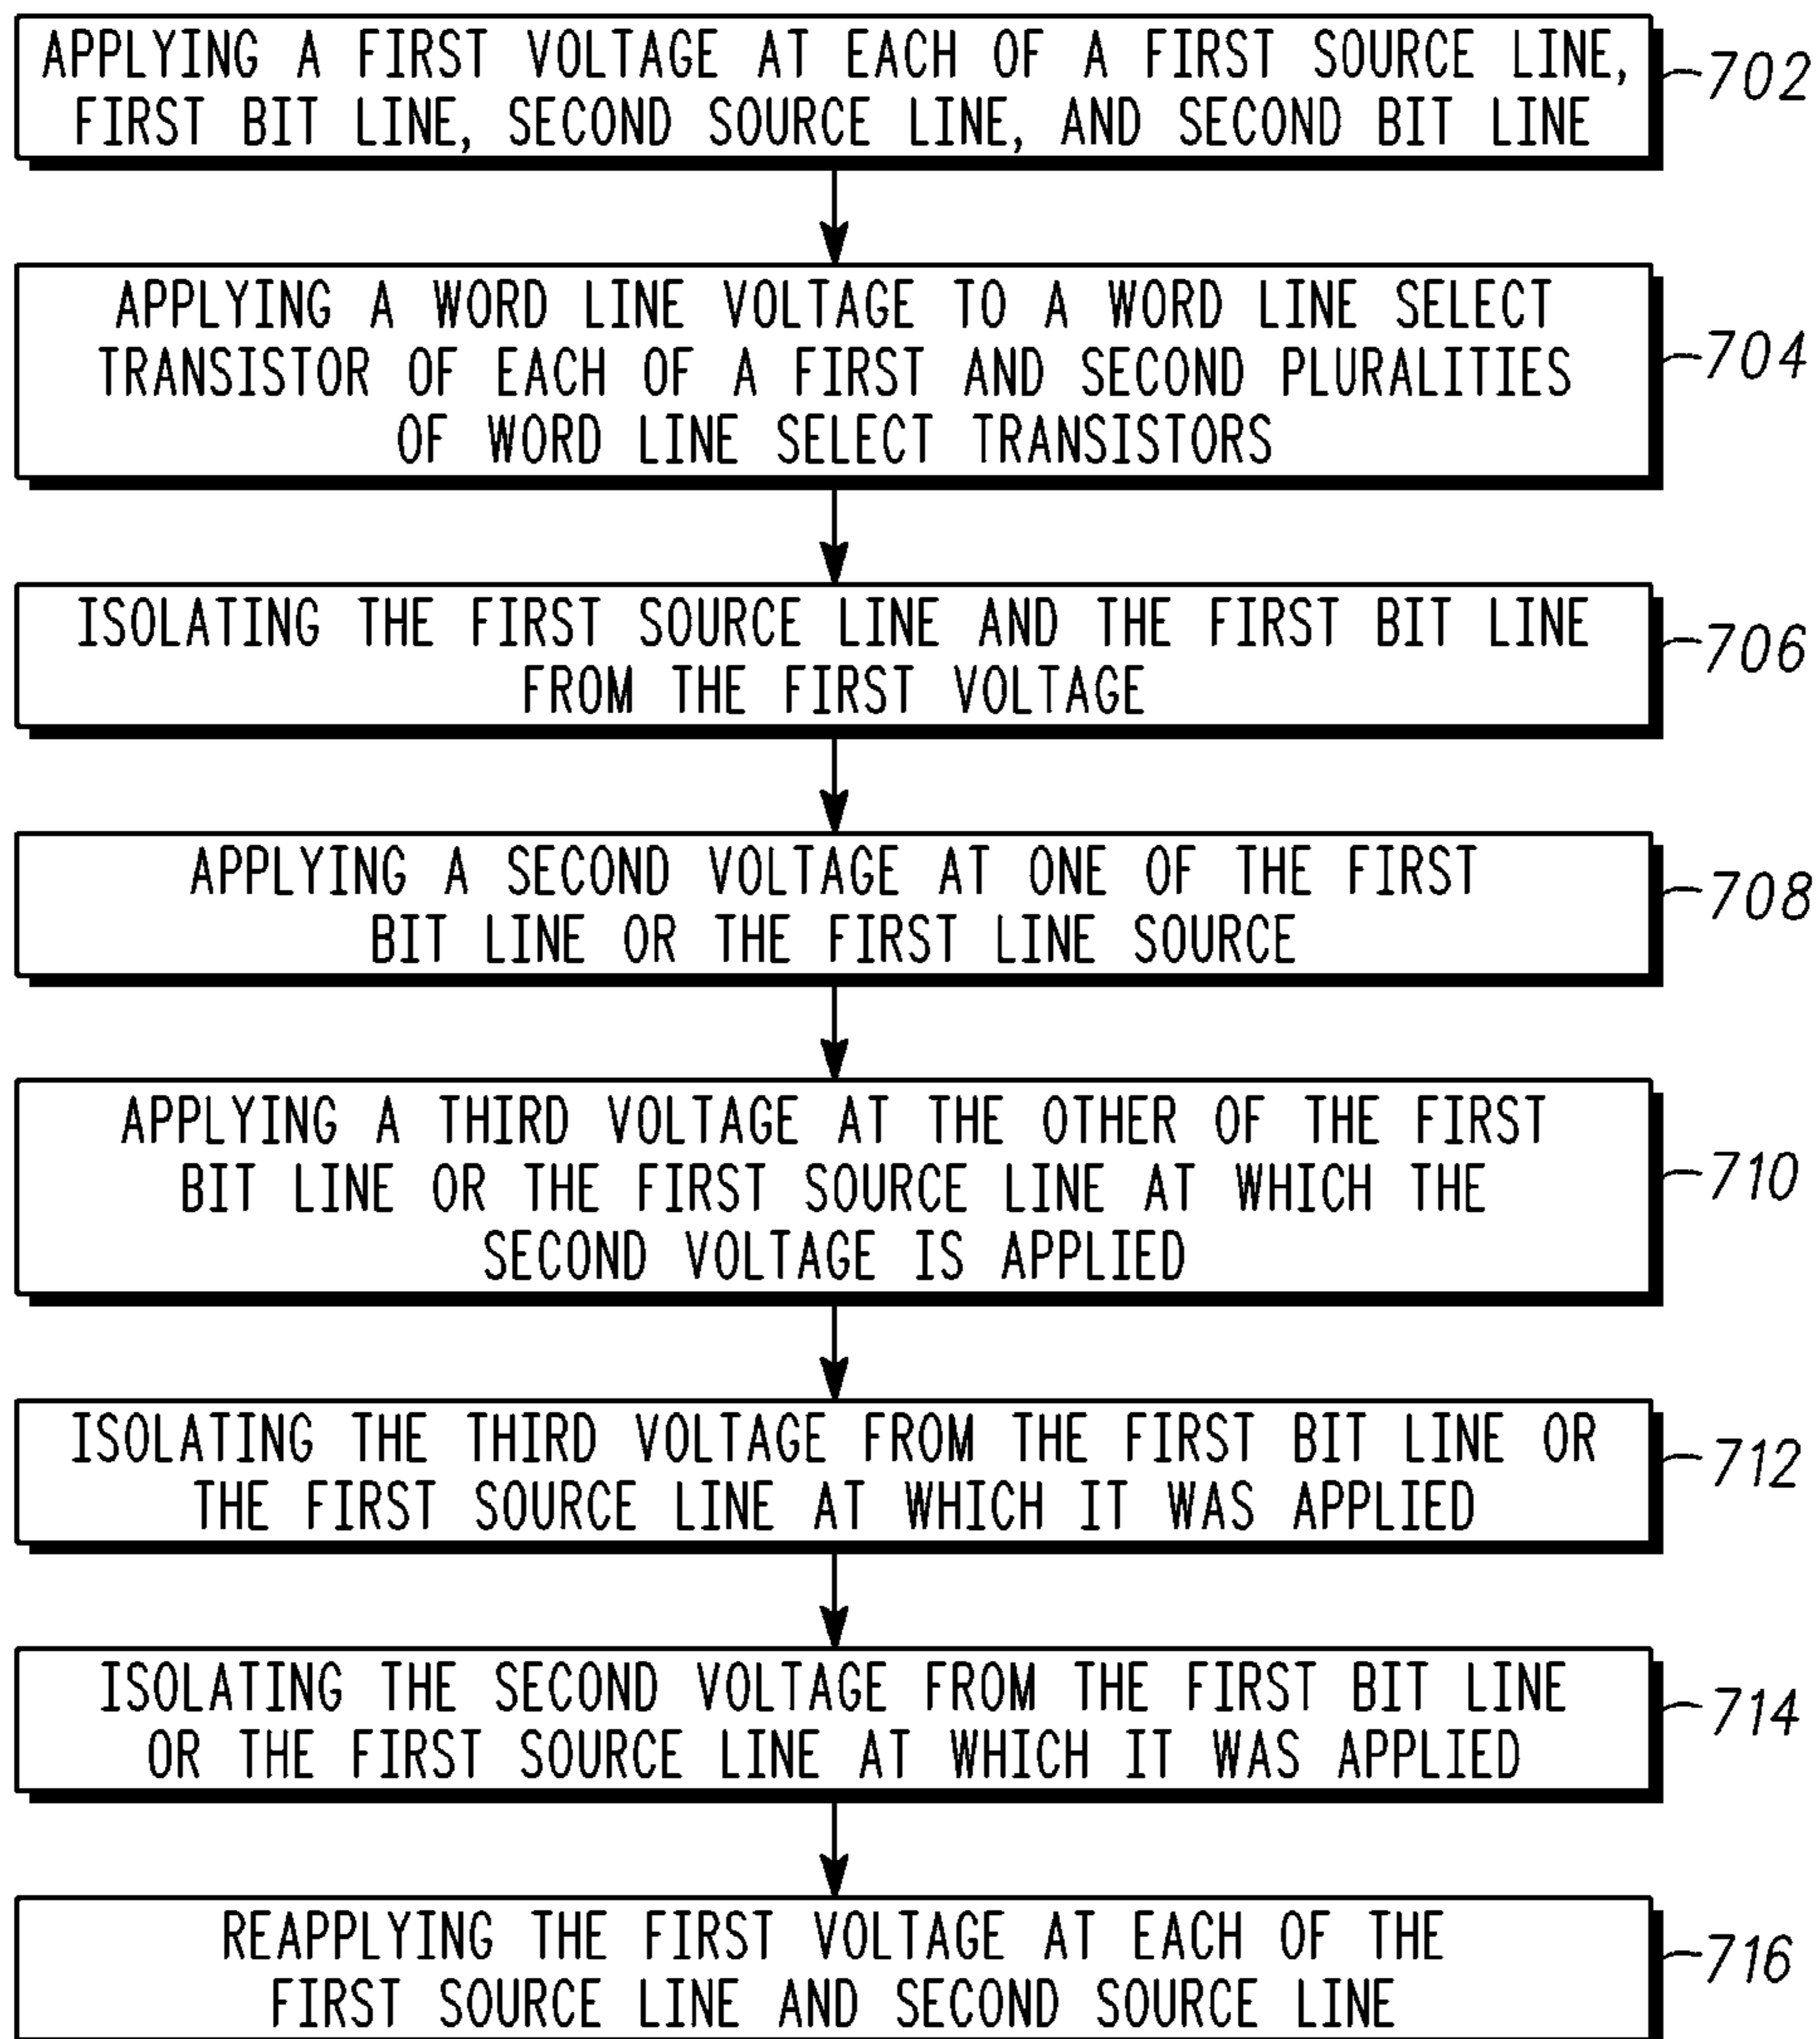 APPLYING A FIRST VOLTAGE AT EACH OF A FIRST SOURCE LINE,
FIRST BIT LINE, SECOND SOURCE LINE, AND SECOND BIT LINE
702
APPLYING A WORD LINE VOLTAGE TO A WORD LINE SELECT
TRANSISTOR OF EACH OF A FIRST AND SECOND PLURALITIES
OF WORD LINE SELECT TRANSISTORS
704
ISOLATING THE FIRST SOURCE LINE AND THE FIRST BIT LINE
FROM THE FIRST VOLTAGE
706
APPLYING A SECOND VOLTAGE AT ONE OF THE FIRST
BIT LINE OR THE FIRST LINE SOURCE
708
APPLYING A THIRD VOLTAGE AT THE OTHER OF THE FIRST
BIT LINE OR THE FIRST SOURCE LINE AT WHICH THE
SECOND VOLTAGE IS APPLIED
710
ISOLATING THE THIRD VOLTAGE FROM THE FIRST BIT LINE OR
THE FIRST SOURCE LINE AT WHICH IT WAS APPLIED
712
ISOLATING THE SECOND VOLTAGE FROM THE FIRST BIT LINE
OR THE FIRST SOURCE LINE AT WHICH IT WAS APPLIED
714
REAPPLYING THE FIRST VOLTAGE AT EACH OF THE
FIRST SOURCE LINE AND SECOND SOURCE LINE
716